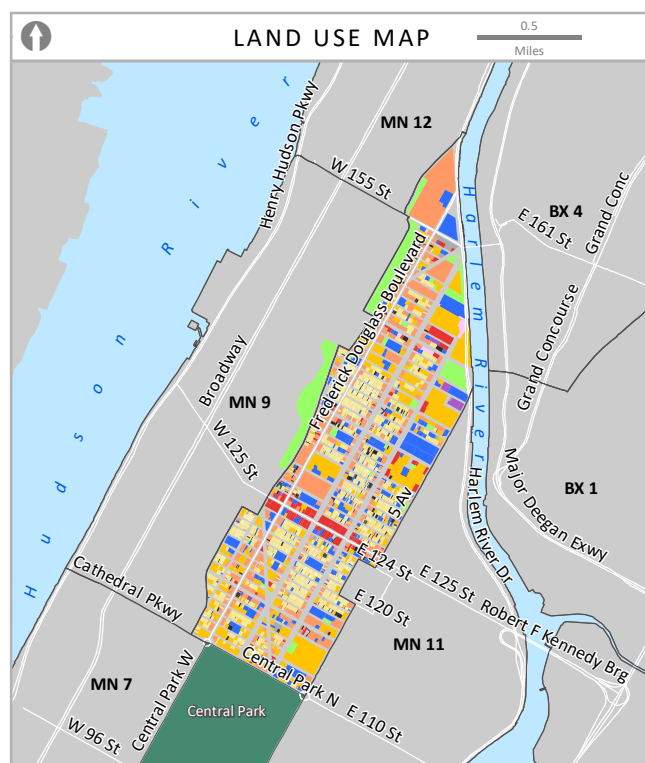 LAND USE MAP
0.5
Miles
Hudson River
Henry Hudson Pkwy
MN 12
W 155 St
Harlem River
BX 4
E 161 St
Grand Conc
Frederick Douglass Boulevard
Broadway
Grand Concourse
MN 9
W 125 St
5 Av
Major Deegan Exwy
BX 1
Harlem River Dr
Cathedral Pkwy
E 124 St
E 125 St
Robert F Kennedy Brg
E 120 St
MN 11
MN 7
Central Park W
Central Park N
Central Park
E 110 St
W 96 St